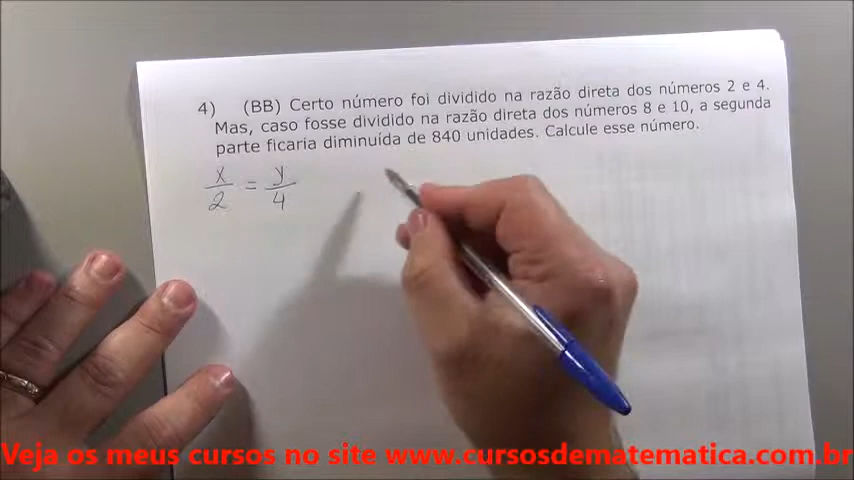 4) (BB) Certo número foi dividido na razão direta dos números 2 e 4.
Mas, caso fosse dividido na razão direta dos números 8 e 10, a segunda
parte ficaria diminuída de 840 unidades. Calcule esse número.
x/2 = y/4
Veja os meus cursos no site www.cursosdematematica.com.br